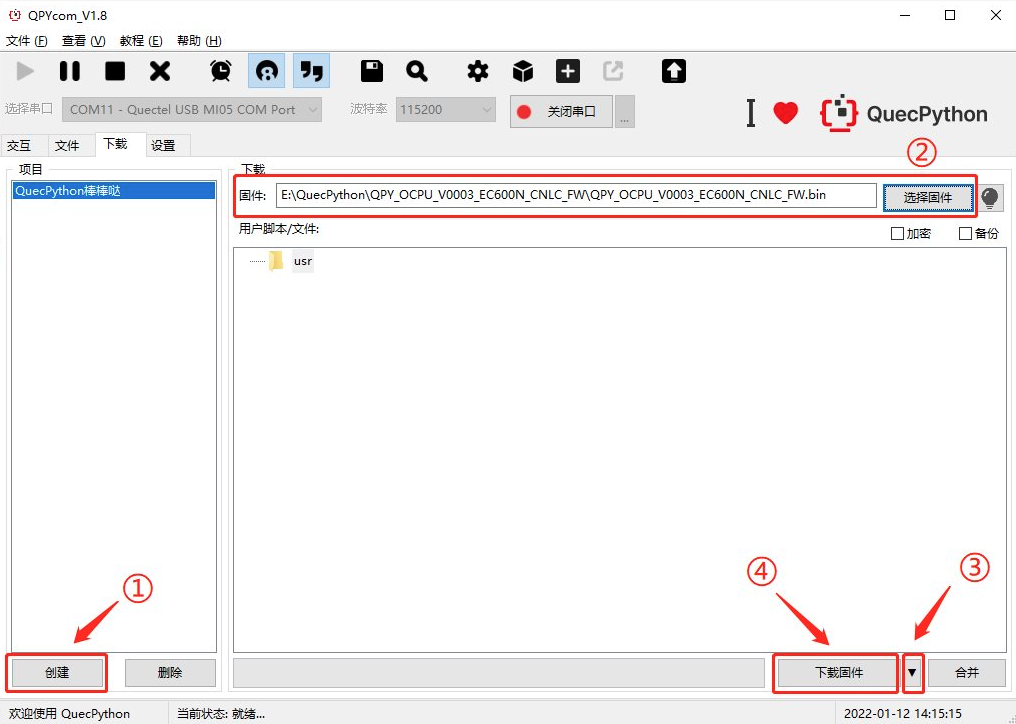 QPYcom_V1.8
文件 (F) 查看 (V) 教程 (E) 帮助 (H)
选择串口 COM11 - Quectel USB MI05 COM Port 波特率 115200 关闭串口 ... I QuecPython
交互 文件 下载 设置
②
项目 下载
QuecPython棒棒哒 固件: E:\QuecPython\QPY_OCPU_V0003_EC600N_CNLC_FW\QPY_OCPU_V0003_EC600N_CNLC_FW.bin 选择固件
用户脚本/文件: 加密 备份
usr
① ④ ③
创建 删除 下载固件 ▼ 合并
欢迎使用 QuecPython 当前状态: 就绪... 2022-01-12 14:15:15